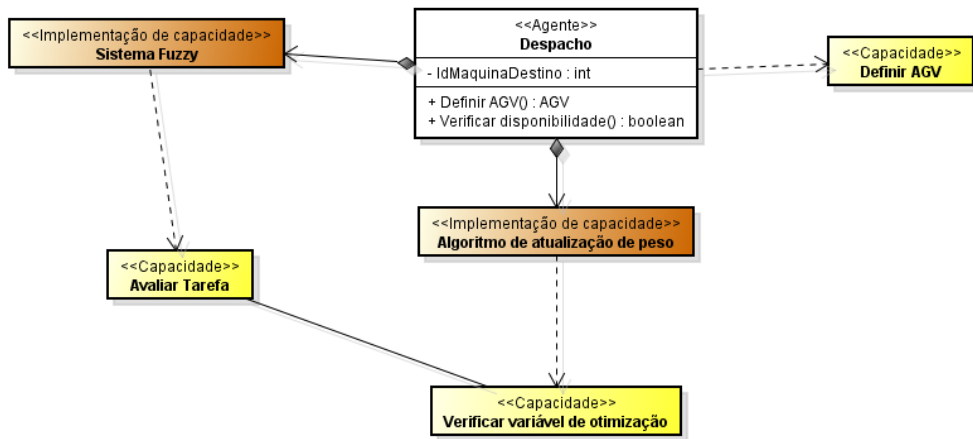 <<Implementação de capacidade>>
Sistema Fuzzy
<<Agente>>
Despacho
- IdMaquinaDestino : int
+ Definir AGV() : AGV
+ Verificar disponibilidade() : boolean
<<Capacidade>>
Definir AGV
<<Implementação de capacidade>>
Algoritmo de atualização de peso
<<Capacidade>>
Avaliar Tarefa
<<Capacidade>>
Verificar variável de otimização